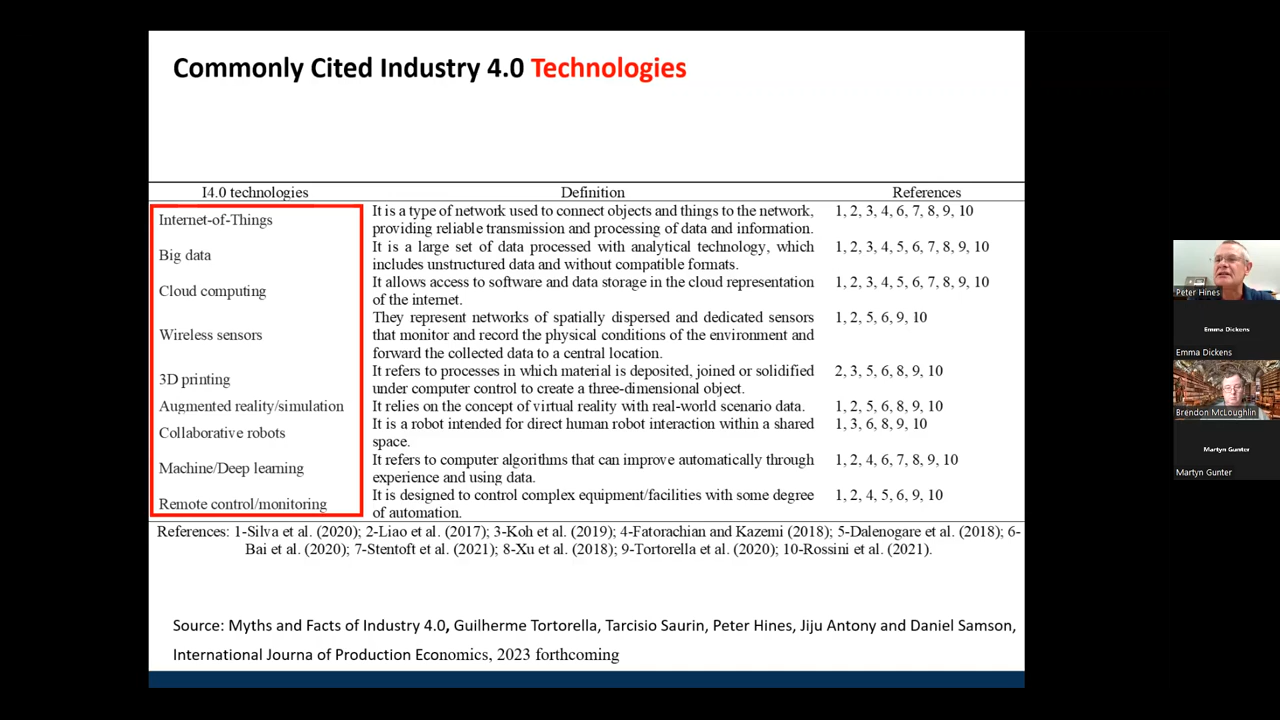 Commonly Cited Industry 4.0 Technologies
I4.0 technologies Definition References
Internet-of-Things It is a type of network used to connect objects and things to the network, 1, 2, 3, 4, 6, 7, 8, 9, 10
providing reliable transmission and processing of data and information.
Big data It is a large set of data processed with analytical technology, which 1, 2, 3, 4, 5, 6, 7, 8, 9, 10
includes unstructured data and without compatible formats.
Cloud computing It allows access to software and data storage in the cloud representation 1, 2, 3, 4, 5, 6, 7, 8, 9, 10
of the internet.
Wireless sensors They represent networks of spatially dispersed and dedicated sensors 1, 2, 5, 6, 9, 10
that monitor and record the physical conditions of the environment and
forward the collected data to a central location.
3D printing It refers to processes in which material is deposited, joined or solidified 2, 3, 5, 6, 8, 9, 10
under computer control to create a three-dimensional object.
Augmented reality/simulation It relies on the concept of virtual reality with real-world scenario data. 1, 2, 5, 6, 8, 9, 10
Collaborative robots It is a robot intended for direct human robot interaction within a shared 1, 3, 6, 8, 9, 10
space.
Machine/Deep learning It refers to computer algorithms that can improve automatically through 1, 2, 4, 6, 7, 8, 9, 10
experience and using data.
Remote control/monitoring It is designed to control complex equipment/facilities with some degree 1, 2, 4, 5, 6, 9, 10
of automation.
References: 1-Silva et al. (2020); 2-Liao et al. (2017); 3-Koh et al. (2019); 4-Fatorachian and Kazemi (2018); 5-Dalenogare et al. (2018); 6-
Bai et al. (2020); 7-Stentoft et al. (2021); 8-Xu et al. (2018); 9-Tortorella et al. (2020); 10-Rossini et al. (2021).
Source: Myths and Facts of Industry 4.0, Guilherme Tortorella, Tarcisio Saurin, Peter Hines, Jiju Antony and Daniel Samson,
International Journa of Production Economics, 2023 forthcoming
Peter Hines
Emma Dickens
Emma Dickens
Brendon McLoughlin
Martyn Gunter
Martyn Gunter